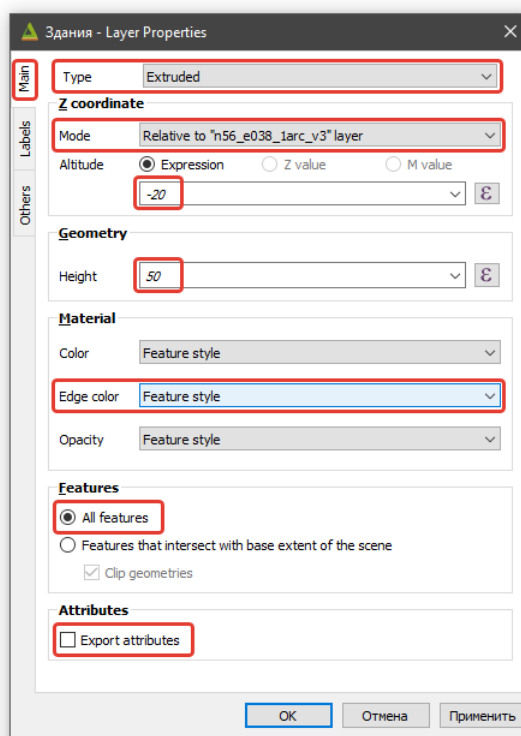 Здания - Layer Properties
Main
Labels
Others
Type Extruded
Z coordinate
Mode Relative to "n56_e038_1arc_v3" layer
Altitude Expression Z value M value
-20 ε
Geometry
Height 50 ε
Material
Color Feature style
Edge color Feature style
Opacity Feature style
Features
All features
Features that intersect with base extent of the scene
Clip geometries
Attributes
Export attributes
OK Отмена Применить